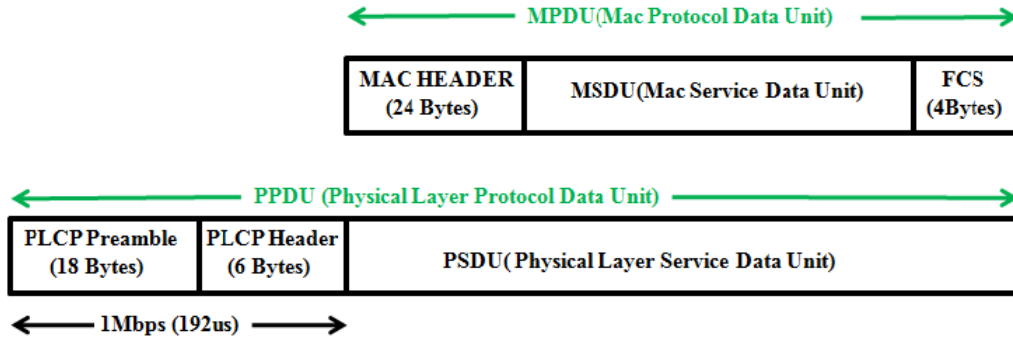 MPDU(Mac Protocol Data Unit)
MAC HEADER
(24 Bytes)
MSDU(Mac Service Data Unit)
FCS
(4Bytes)
PPDU (Physical Layer Protocol Data Unit)
PLCP Preamble
(18 Bytes)
PLCP Header
(6 Bytes)
PSDU( Physical Layer Service Data Unit)
1Mbps (192us)